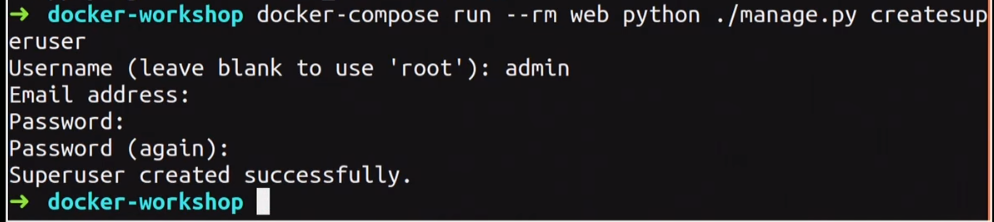 ➜ docker-workshop docker-compose run --rm web python ./manage.py createsup
eruser
Username (leave blank to use 'root'): admin
Email address:
Password:
Password (again):
Superuser created successfully.
➜ docker-workshop